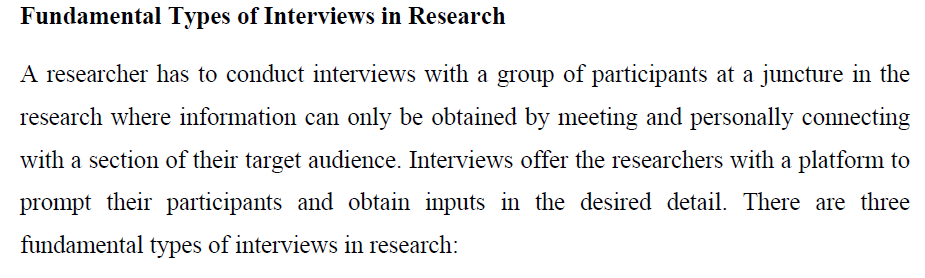 Fundamental Types of Interviews in Research
A researcher has to conduct interviews with a group of participants at a juncture in the
research where information can only be obtained by meeting and personally connecting
with a section of their target audience. Interviews offer the researchers with a platform to
prompt their participants and obtain inputs in the desired detail. There are three
fundamental types of interviews in research: